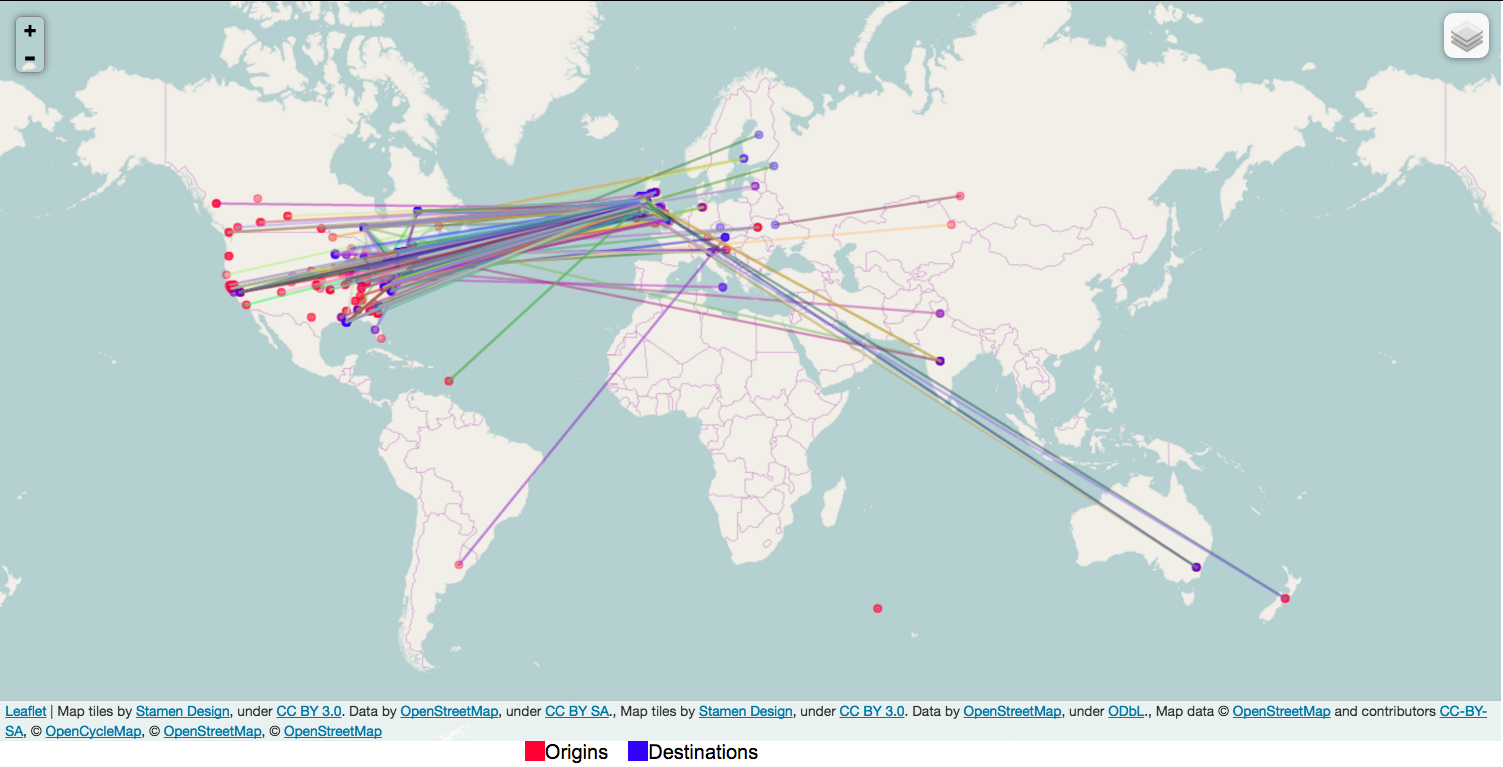 +
-
Leaflet | Map tiles by Stamen Design, under CC BY 3.0. Data by OpenStreetMap, under CC BY SA., Map tiles by Stamen Design, under CC BY 3.0. Data by OpenStreetMap, under ODbL., Map data © OpenStreetMap and contributors CC-BY-
SA, © OpenCycleMap, © OpenStreetMap, © OpenStreetMap
Origins Destinations